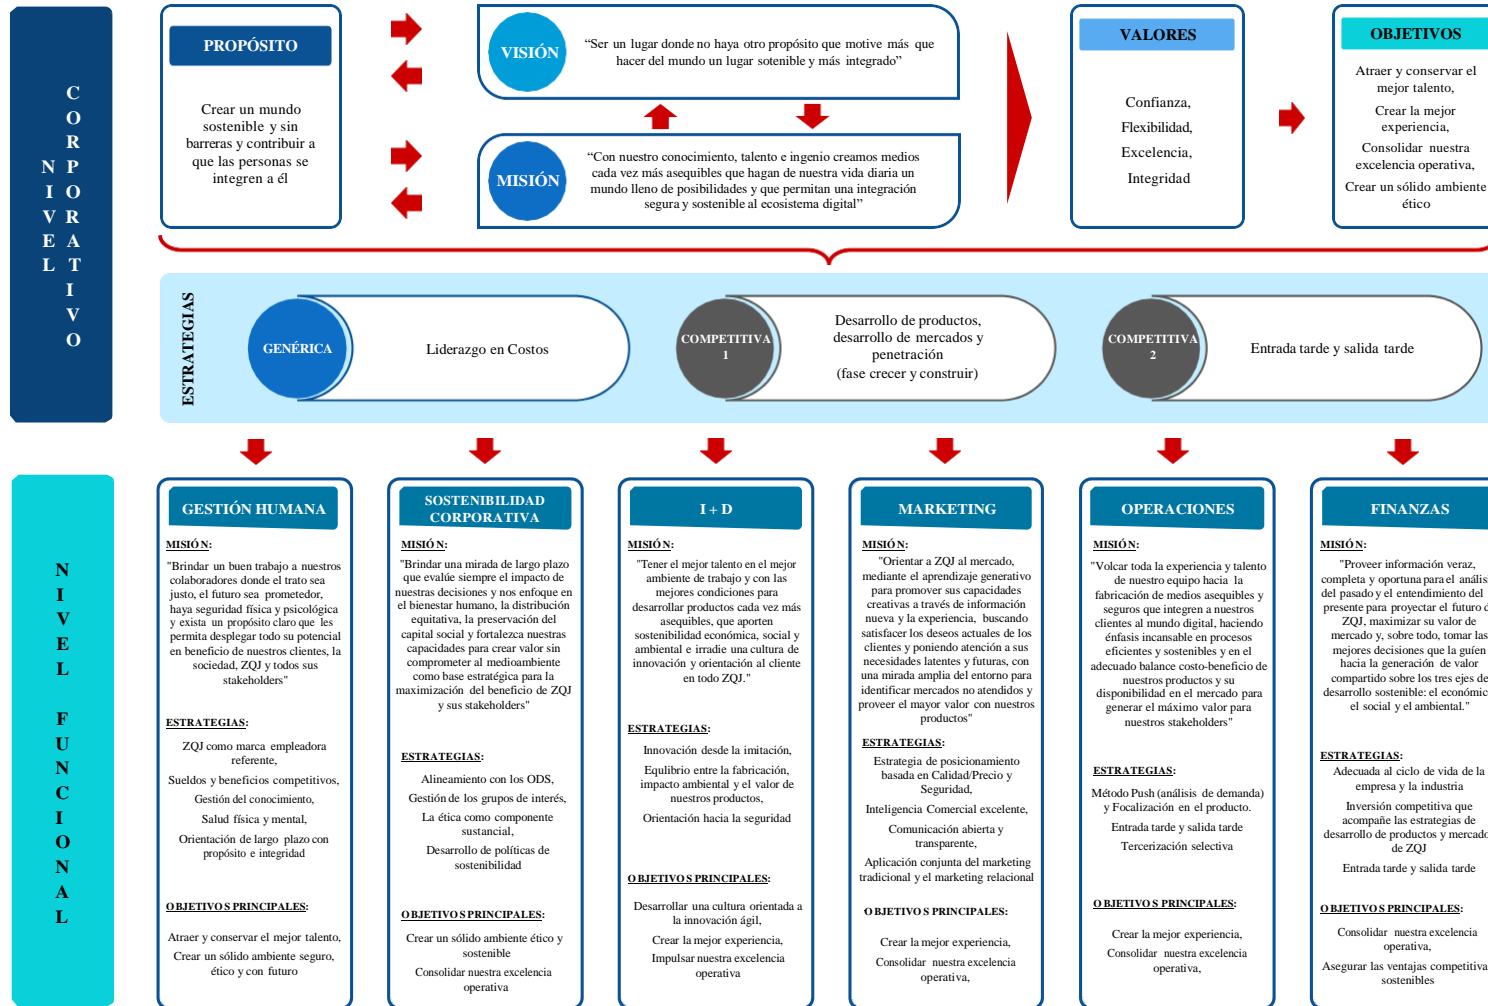 NIVEL CORPORATIVO
PROPÓSITO
Crear un mundo
sostenible y sin
barreras y contribuir a
que las personas se
integren a él
VISIÓN
“Ser un lugar donde no haya otro propósito que motive más que
hacer del mundo un lugar sotenible y más integrado”
MISIÓN
“Con nuestro conocimiento, talento e ingenio creamos medios
cada vez más asequibles que hagan de nuestra vida diaria un
mundo lleno de posibilidades y que permitan una integración
segura y sostenible al ecosistema digital”
VALORES
Confianza,
Flexibilidad,
Excelencia,
Integridad
OBJETIVOS
Atraer y conservar el
mejor talento,
Crear la mejor
experiencia,
Consolidar nuestra
excelencia operativa,
Crear un sólido ambiente
ético
ESTRATEGIAS
GENÉRICA
Liderazgo en Costos
COMPETITIVA
1
Desarrollo de productos,
desarrollo de mercados y
penetración
(fase crecer y construir)
COMPETITIVA
2
Entrada tarde y salida tarde
NIVEL FUNCIONAL
GESTIÓN HUMANA
MISIÓN:
"Brindar un buen trabajo a nuestros
colaboradores donde el trato sea
justo, el futuro sea prometedor,
haya seguridad física y psicológica
y exista un propósito claro que les
permita desplegar todo su potencial
en beneficio de nuestros clientes, la
sociedad, ZQJ y todos sus
stakeholders"
ESTRATEGIAS:
ZQJ como marca empleadora
referente,
Sueldos y beneficios competitivos,
Gestión del conocimiento,
Salud física y mental,
Orientación de largo plazo con
propósito e integridad
OBJETIVOS PRINCIPALES:
Atraer y conservar el mejor talento,
Crear un sólido ambiente seguro,
ético y con futuro
SOSTENIBILIDAD
CORPORATIVA
MISIÓN:
"Brindar una mirada de largo plazo
que evalúe siempre el impacto de
nuestras decisiones y nos enfoque en
el bienestar humano, la distribución
equitativa, la preservación del
capital social y fortalezca nuestras
capacidades para crear valor sin
comprometer al medioambiente
como base estratégica para la
maximización del beneficio de ZQJ
y sus stakeholders"
ESTRATEGIAS:
Alineamiento con los ODS,
Gestión de los grupos de interés,
La ética como componente
sustancial,
Desarrollo de políticas de
sostenibilidad
OBJETIVOS PRINCIPALES:
Crear un sólido ambiente ético y
sostenible
Consolidar nuestra excelencia
operativa
I + D
MISIÓN:
"Tener el mejor talento en el mejor
ambiente de trabajo y con las
mejores condiciones para
desarrollar productos cada vez más
asequibles, que aporten
sostenibilidad económica, social y
ambiental e irradie una cultura de
innovación y orientación al cliente
en todo ZQJ."
ESTRATEGIAS:
Innovación desde la imitación,
Equlibrio entre la fabricación,
impacto ambiental y el valor de
nuestros productos,
Orientación hacia la seguridad
OBJETIVOS PRINCIPALES:
Desarrollar una cultura orientada a
la innovación ágil,
Crear la mejor experiencia,
Impulsar nuestra excelencia
operativa
MARKETING
MISIÓN:
"Orientar a ZQJ al mercado,
mediante el aprendizaje generativo
para promover sus capacidades
creativas a través de información
nueva y la experiencia, buscando
satisfacer los deseos actuales de los
clientes y poniendo atención a sus
necesidades latentes y futuras, con
una mirada amplia del entorno para
identificar mercados no atendidos y
proveer el mayor valor con nuestros
productos"
ESTRATEGIAS:
Estrategia de posicionamiento
basada en Calidad/Precio y
Seguridad,
Inteligencia Comercial excelente,
Comunicación abierta y
transparente,
Aplicación conjunta del marketing
tradicional y el marketing relacional
OBJETIVOS PRINCIPALES:
Crear la mejor experiencia,
Consolidar nuestra excelencia
operativa,
OPERACIONES
MISIÓN:
"Volcar toda la experiencia y talento
de nuestro equipo hacia la
fabricación de medios asequibles y
seguros que integren a nuestros
clientes al mundo digital, haciendo
énfasis incansable en procesos
eficientes y sostenibles y en el
adecuado balance costo-beneficio de
nuestros productos y su
disponibilidad en el mercado para
generar el máximo valor para
nuestros stakeholders"
ESTRATEGIAS:
Método Push (análisis de demanda)
y Focalización en el producto.
Entrada tarde y salida tarde
Tercerización selectiva
OBJETIVOS PRINCIPALES:
Crear la mejor experiencia,
Consolidar nuestra excelencia
operativa,
FINANZAS
MISIÓN:
"Proveer información veraz,
completa y oportuna para el análisis
del pasado y el entendimiento del
presente para proyectar el futuro d
ZQJ, maximizar su valor de
mercado y, sobre todo, tomar las
mejores decisiones que la guíen
hacia la generación de valor
compartido sobre los tres ejes de
desarrollo sostenible: el económic
el social y el ambiental."
ESTRATEGIAS:
Adecuada al ciclo de vida de la
empresa y la industria
Inversión competitiva que
acompañe las estrategias de
desarrollo de productos y mercado
de ZQJ
Entrada tarde y salida tarde
OBJETIVOS PRINCIPALES:
Consolidar nuestra excelencia
operativa,
Asegurar las ventajas competitiva
sostenibles